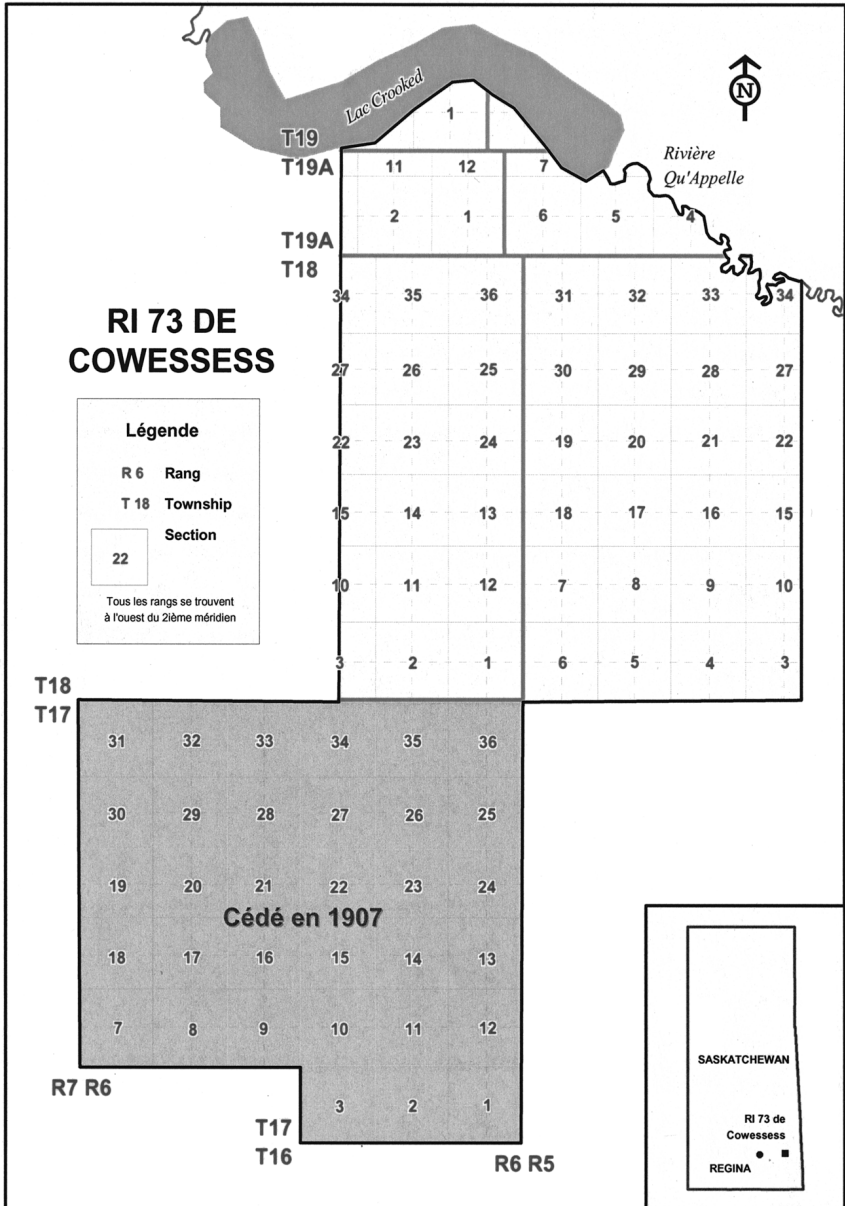 Lac Crooked
N
1
T19
T19A
11 12 7
Rivière
Qu'Appelle
2 1 6 5 4
T19A
T18
34 35 36 31 32 33 34
RI 73 DE
COWESSESS
27 26 25 30 29 28 27
Légende
R 6 Rang
T 18 Township
Section
22
Tous les rangs se trouvent
à l'ouest du 2ième méridien
22 23 24 19 20 21 22
15 14 13 18 17 16 15
10 11 12 7 8 9 10
3 2 1 6 5 4 3
T18
T17
31 32 33 34 35 36
30 29 28 27 26 25
19 20 21 22 23 24
Cédé en 1907
18 17 16 15 14 13
7 8 9 10 11 12
R7 R6
3 2 1
T17
T16
R6 R5
SASKATCHEWAN
RI 73 de
Cowessess
REGINA